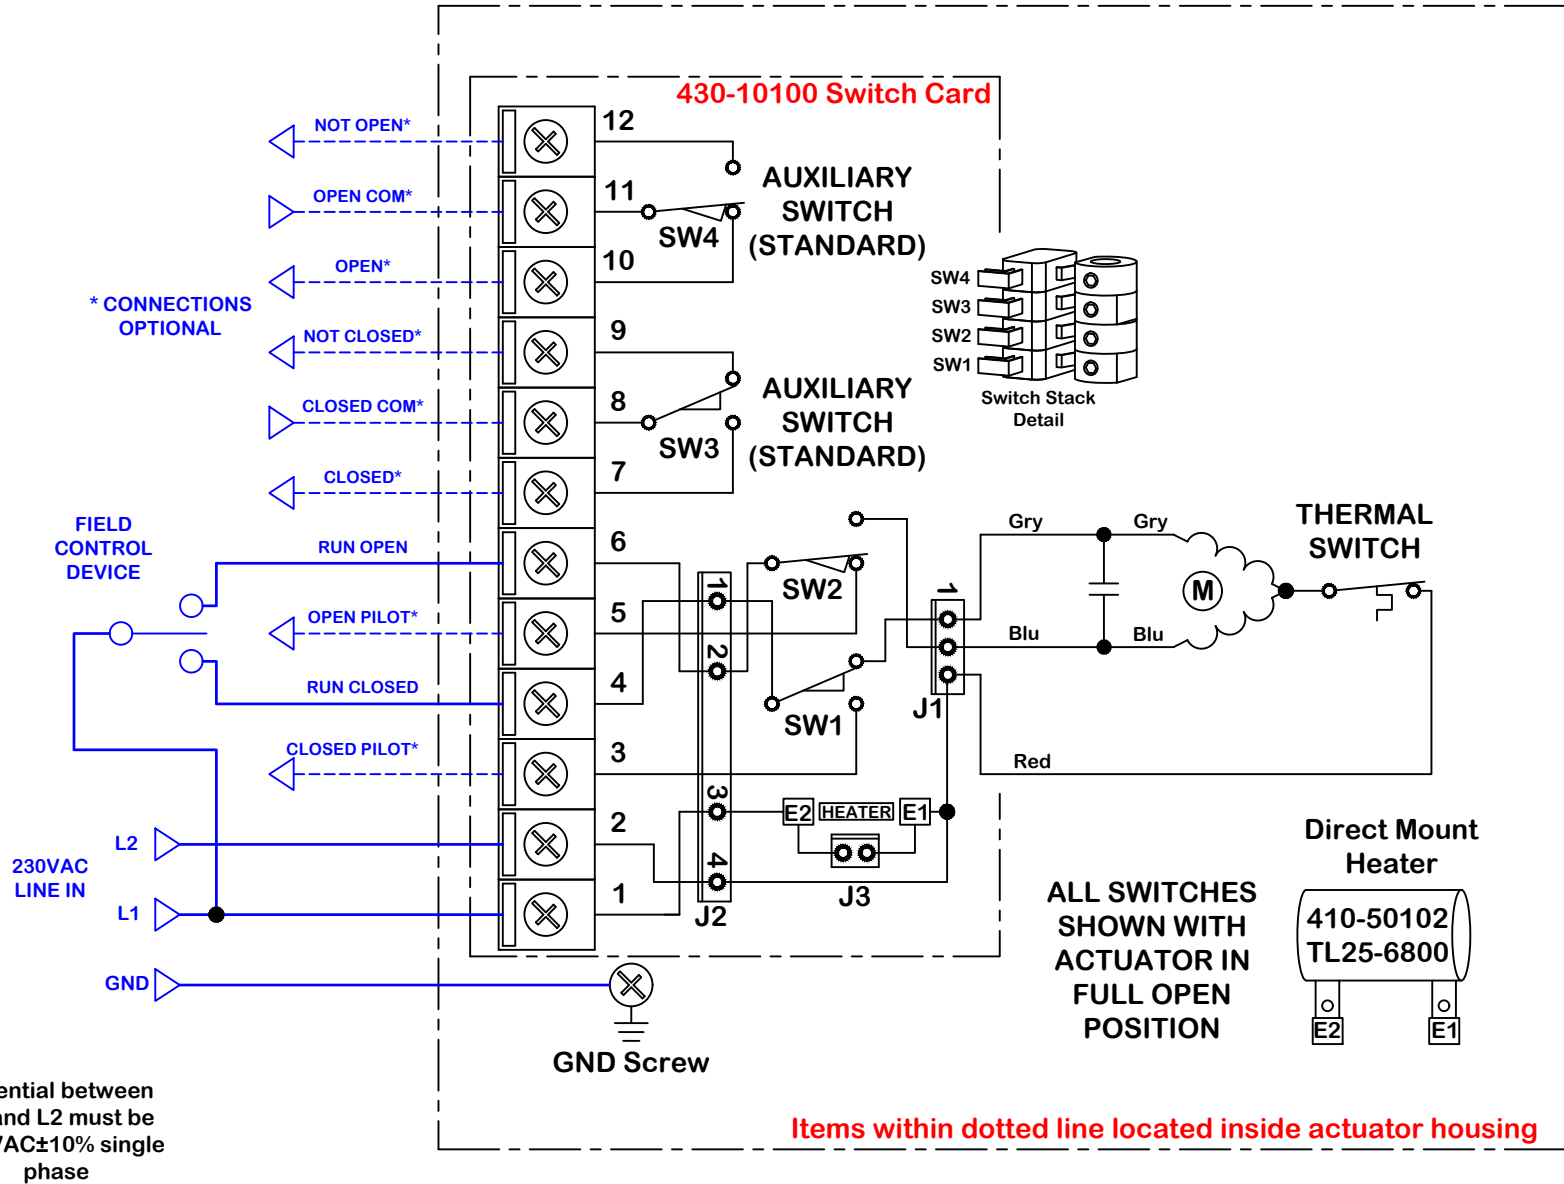 430-10100 Switch Card
NOT OPEN*
12
OPEN COM*
11
SW4
AUXILIARY
SWITCH
(STANDARD)
OPEN*
10
* CONNECTIONS
OPTIONAL
NOT CLOSED*
9
CLOSED COM*
8
SW3
AUXILIARY
SWITCH
(STANDARD)
CLOSED*
7
SW4
SW3
SW2
SW1
Switch Stack
Detail
FIELD
CONTROL
DEVICE
RUN OPEN
6
OPEN PILOT*
5
RUN CLOSED
4
CLOSED PILOT*
3
L2
2
230VAC
LINE IN
L1
1
GND
GND Screw
1
2
3
4
J2
SW2
SW1
1
J1
Gry
Gry
Blu
Blu
M
THERMAL
SWITCH
Red
E2
HEATER
E1
J3
ALL SWITCHES
SHOWN WITH
ACTUATOR IN
FULL OPEN
POSITION
Direct Mount
Heater
410-50102
TL25-6800
E2
E1
ential between
and L2 must be
VAC±10% single
phase
Items within dotted line located inside actuator housing